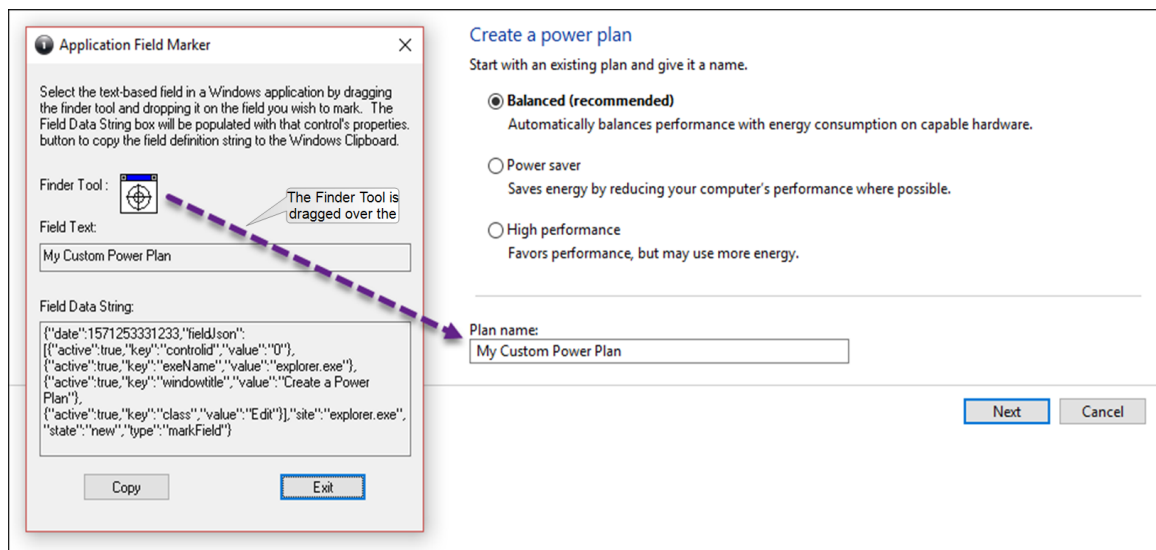 Application Field Marker
Select the text-based field in a Windows application by dragging
the finder tool and dropping it on the field you wish to mark. The
Field Data String box will be populated with that control's properties.
button to copy the field definition string to the Windows Clipboard.
Finder Tool :
The Finder Tool is
dragged over the
Field Text:
My Custom Power Plan
Field Data String:
{"date":1571253331233,"fieldJson":
[{"active":true,"key":"controlid","value":"0"},
{"active":true,"key":"exeName","value":"explorer.exe"},
{"active":true,"key":"windowtitle","value":"Create a Power
Plan"},
{"active":true,"key":"class","value":"Edit"}],"site":"explorer.exe",
"state":"new","type":"markField"}
Copy
Exit
Create a power plan
Start with an existing plan and give it a name.
Balanced (recommended)
Automatically balances performance with energy consumption on capable hardware.
Power saver
Saves energy by reducing your computer's performance where possible.
High performance
Favors performance, but may use more energy.
Plan name:
My Custom Power Plan
Next
Cancel